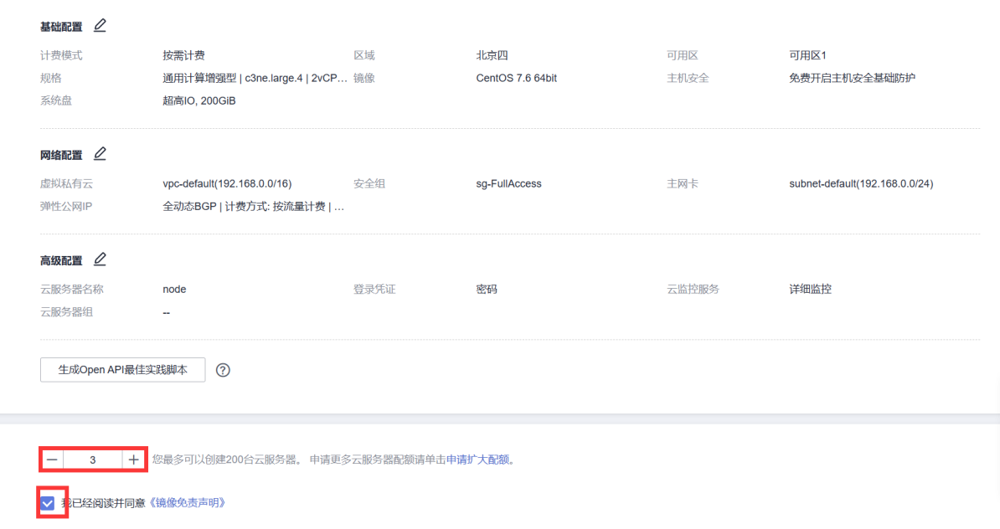 基础配置
计费模式 按需计费 区域 北京四 可用区 可用区1
规格 通用计算增强型 | c3ne.large.4 | 2vCP… 镜像 CentOS 7.6 64bit 主机安全 免费开启主机安全基础防护
系统盘 超高IO, 200GiB
网络配置
虚拟私有云 vpc-default(192.168.0.0/16) 安全组 sg-FullAccess 主网卡 subnet-default(192.168.0.0/24)
弹性公网IP 全动态BGP | 计费方式: 按流量计费 | …
高级配置
云服务器名称 node 登录凭证 密码 云监控服务 详细监控
云服务器组 --
生成Open API最佳实践脚本 ?
3 您最多可以创建200台云服务器。 申请更多云服务器配额请单击申请扩大配额。
我已经阅读并同意《镜像免责声明》